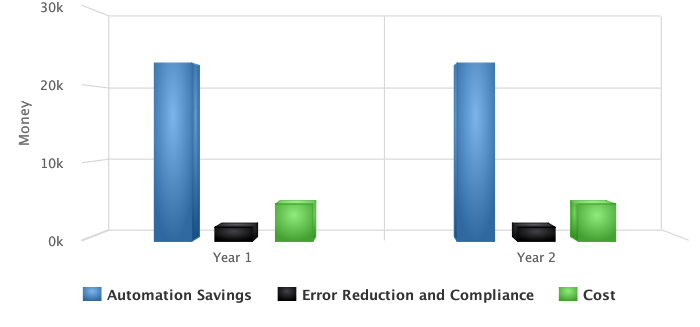 30k
20k
10k
0k
Money
Year 1
Year 2
Automation Savings
Error Reduction and Compliance
Cost